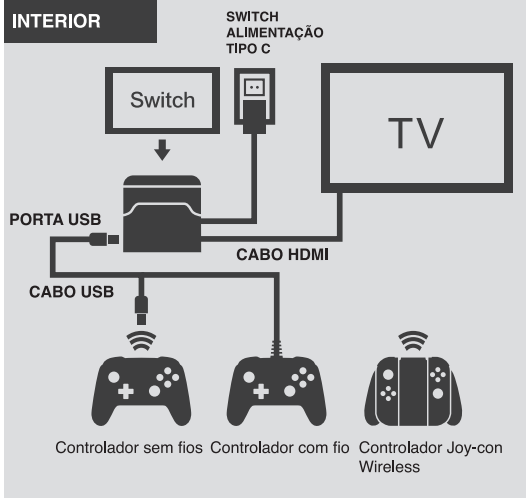 INTERIOR
SWITCH
ALIMENTAÇÃO
TIPO C
Switch
TV
PORTA USB
CABO HDMI
CABO USB
Controlador sem fios
Controlador com fio
Controlador Joy-con
Wireless